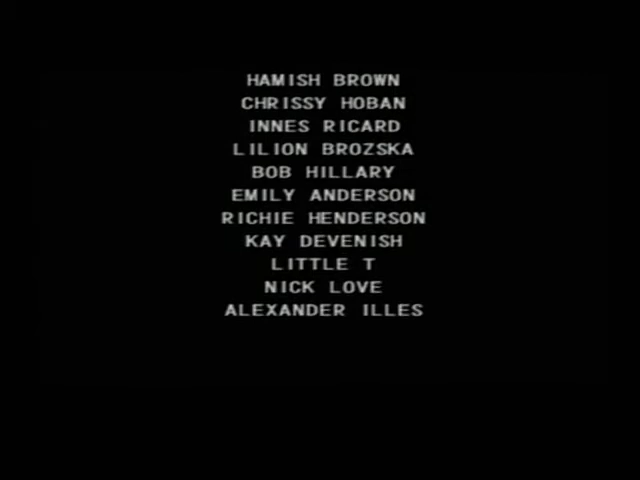 HAMISH BROWN
CHRISSY HOBAN
INNES RICARD
LILION BROZSKA
BOB HILLARY
EMILY ANDERSON
RICHIE HENDERSON
KAY DEVENISH
LITTLE T
NICK LOVE
ALEXANDER ILLES